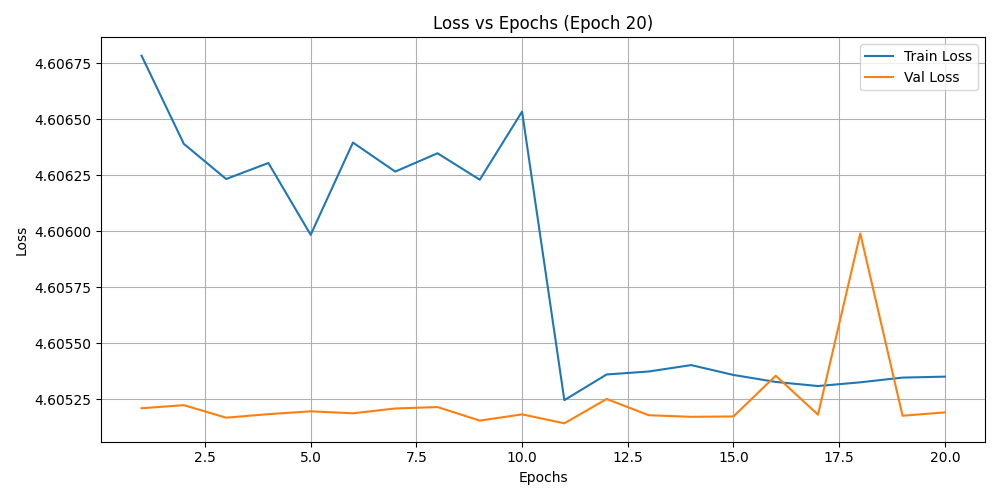 Loss vs Epochs (Epoch 20)
Train Loss
Val Loss
4.60675
4.60650
4.60625
4.60600
4.60575
4.60550
4.60525
Loss
2.5 5.0 7.5 10.0 12.5 15.0 17.5 20.0
Epochs